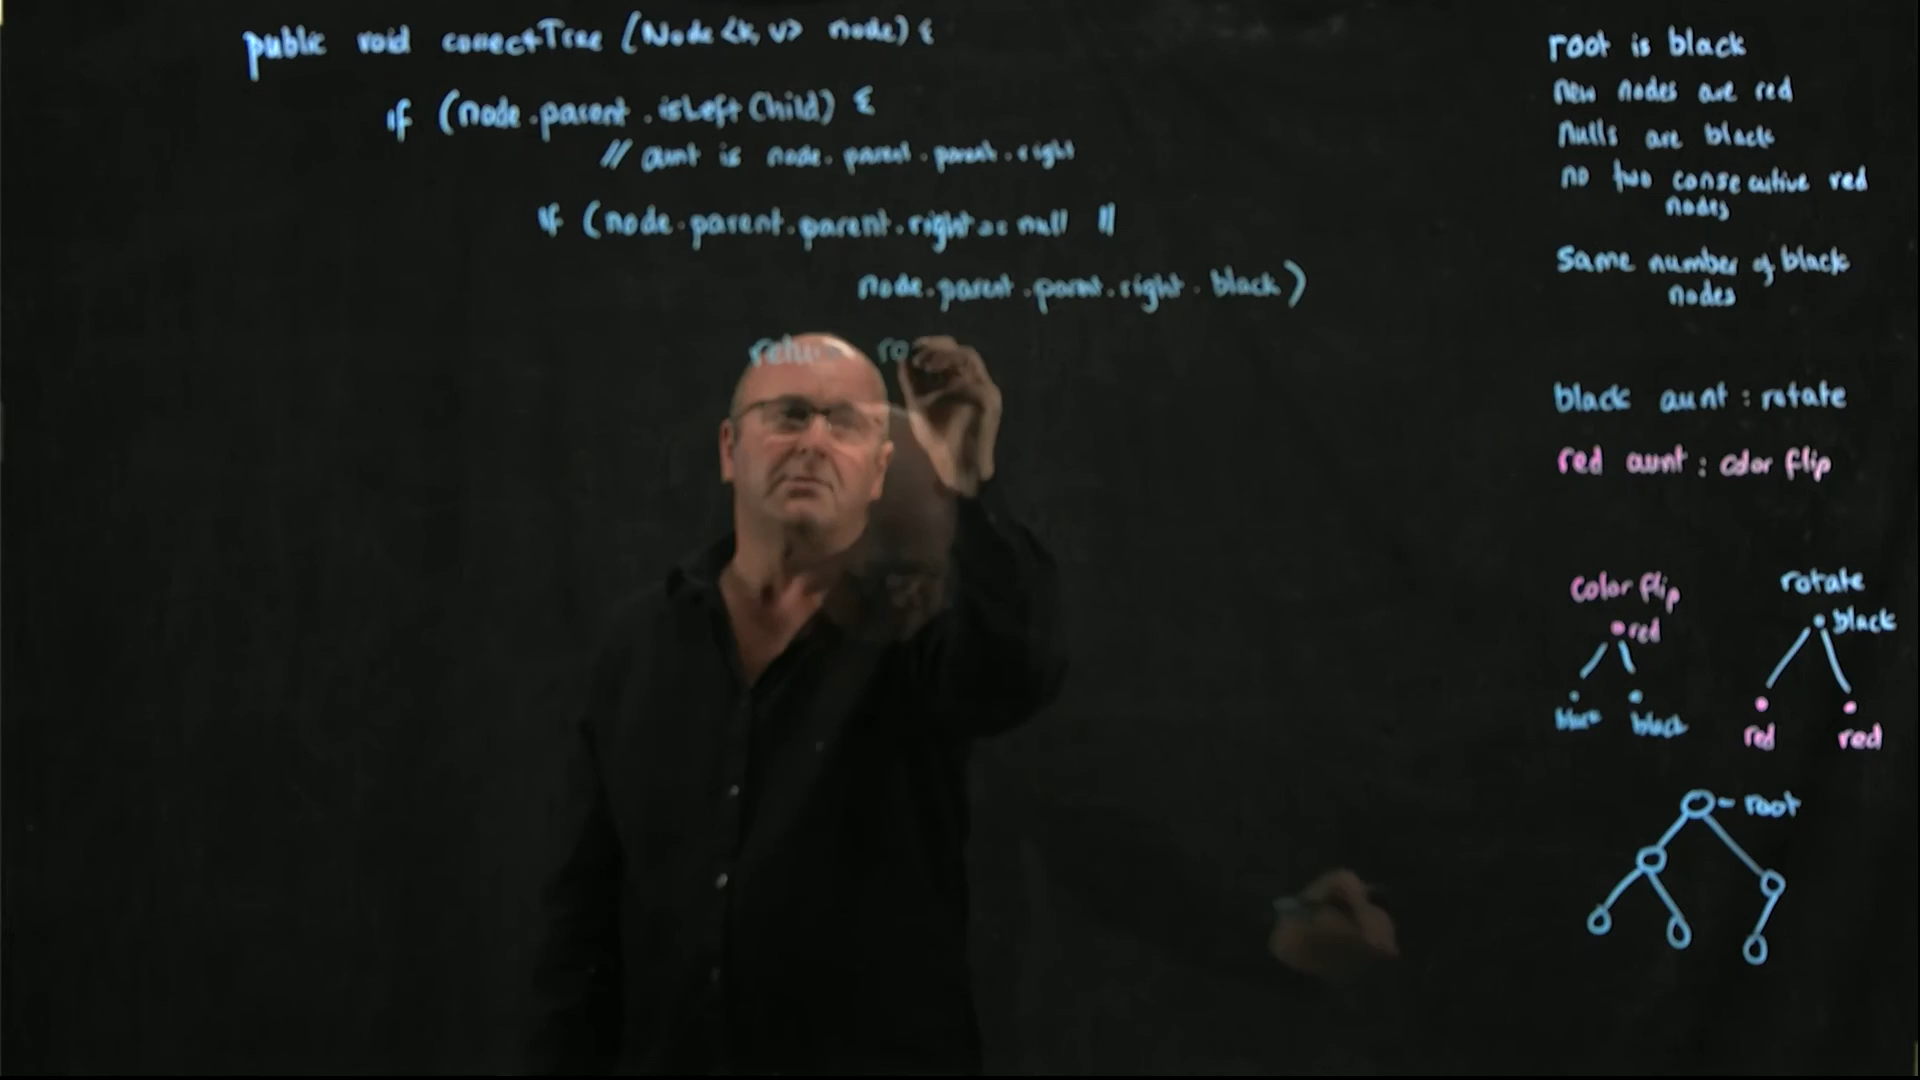 public void correctTree (Node<k, v> node) {
if (node.parent.isLeftChild) {
// aunt is node.parent.parent.right
if (node.parent.parent.right == null ||
node.parent.parent.right.black)
return ro
root is black
new nodes are red
nulls are black
no two consecutive red
nodes
same number of black
nodes
black aunt : rotate
red aunt : color flip
color flip
red
black black
rotate
black
red red
root